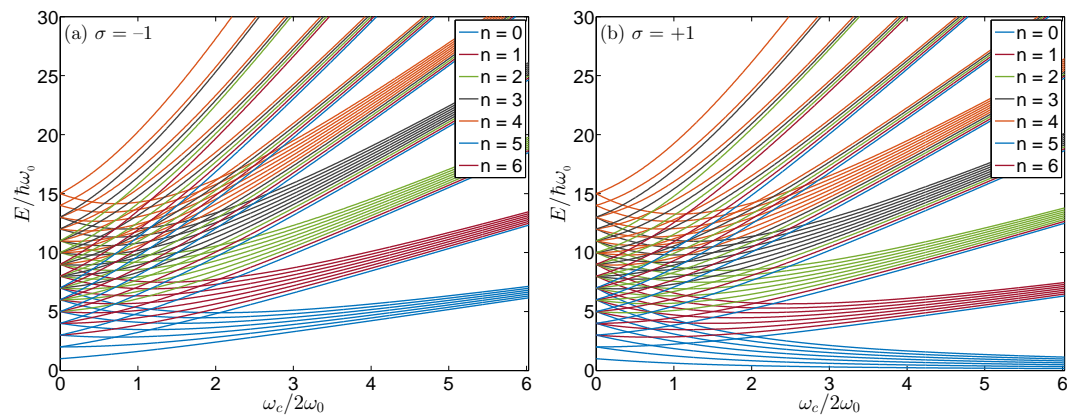 (a) σ = –1
n = 0
n = 1
n = 2
n = 3
n = 4
n = 5
n = 6
30
25
20
15
10
5
0
E/ℏω₀
0 1 2 3 4 5 6
ω_c/2ω₀
(b) σ = +1
n = 0
n = 1
n = 2
n = 3
n = 4
n = 5
n = 6
30
25
20
15
10
5
0
E/ℏω₀
0 1 2 3 4 5 6
ω_c/2ω₀